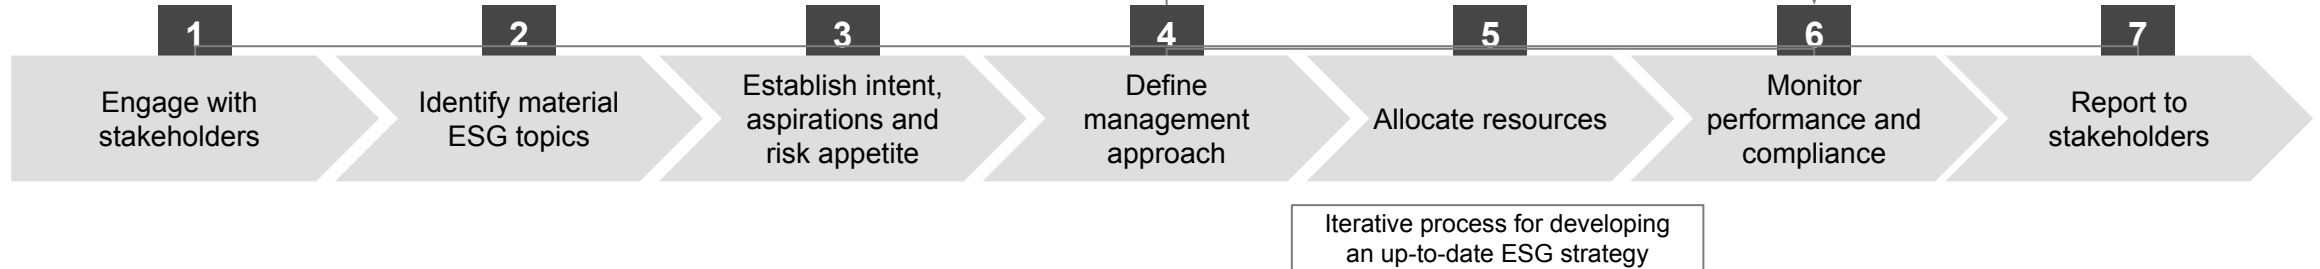 1
2
3
4
5
6
7
Engage with
stakeholders
Identify material
ESG topics
Establish intent,
aspirations and
risk appetite
Define
management
approach
Allocate resources
Monitor
performance and
compliance
Report to
stakeholders
Iterative process for developing
an up-to-date ESG strategy